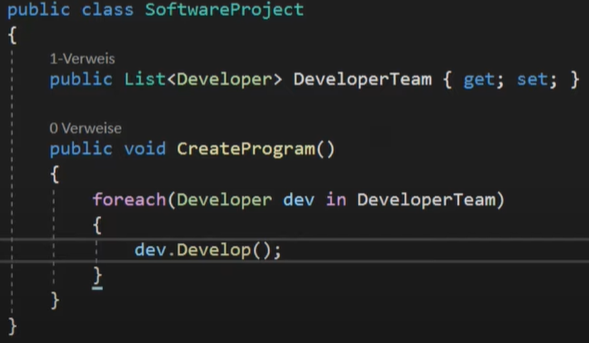 public class SoftwareProject
{
1-Verweis
public List<Developer> DeveloperTeam { get; set; }
0 Verweise
public void CreateProgram()
{
foreach(Developer dev in DeveloperTeam)
{
dev.Develop();
}
}
}